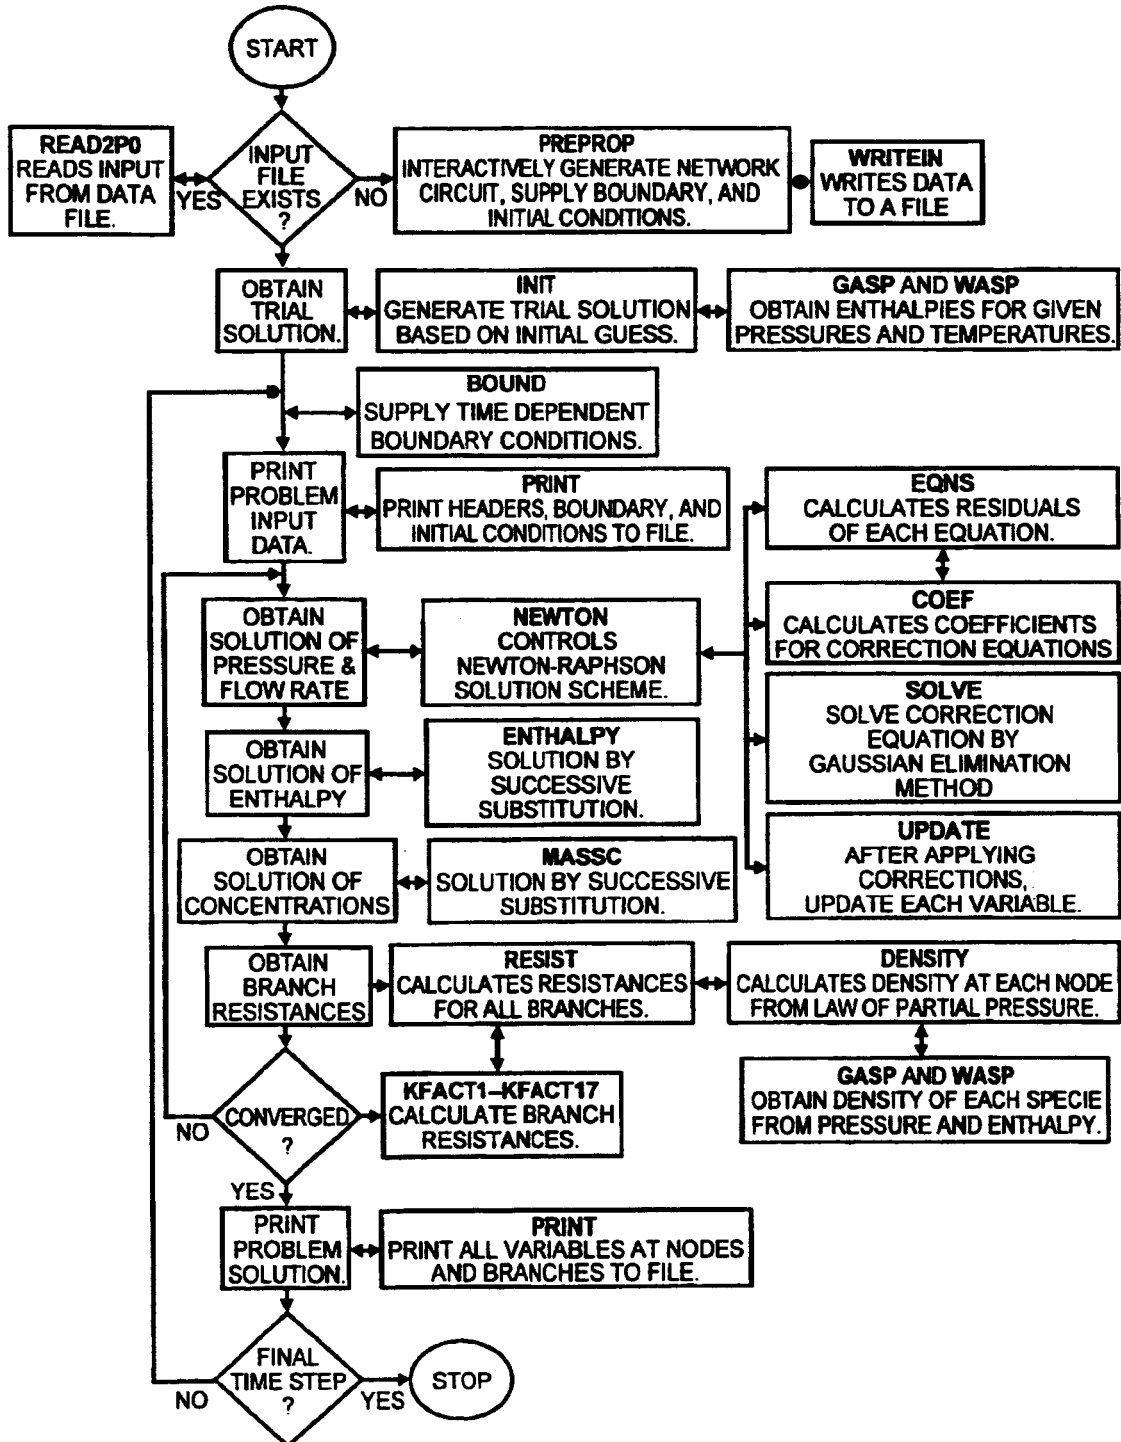 START
READ2P0
READS INPUT
FROM DATA
FILE.
YES
INPUT
FILE
EXISTS
?
NO
PREPROP
INTERACTIVELY GENERATE NETWORK
CIRCUIT, SUPPLY BOUNDARY, AND
INITIAL CONDITIONS.
WRITEIN
WRITES DATA
TO A FILE
OBTAIN
TRIAL
SOLUTION.
INIT
GENERATE TRIAL SOLUTION
BASED ON INITIAL GUESS.
GASP AND WASP
OBTAIN ENTHALPIES FOR GIVEN
PRESSURES AND TEMPERATURES.
BOUND
SUPPLY TIME DEPENDENT
BOUNDARY CONDITIONS.
PRINT
PROBLEM
INPUT
DATA.
PRINT
PRINT HEADERS, BOUNDARY, AND
INITIAL CONDITIONS TO FILE.
EQNS
CALCULATES RESIDUALS
OF EACH EQUATION.
OBTAIN
SOLUTION OF
PRESSURE &
FLOW RATE
NEWTON
CONTROLS
NEWTON-RAPHSON
SOLUTION SCHEME.
COEF
CALCULATES COEFFICIENTS
FOR CORRECTION EQUATIONS
SOLVE
SOLVE CORRECTION
EQUATION BY
GAUSSIAN ELIMINATION
METHOD
OBTAIN
SOLUTION OF
ENTHALPY
ENTHALPY
SOLUTION BY
SUCCESSIVE
SUBSTITUTION.
UPDATE
AFTER APPLYING
CORRECTIONS,
UPDATE EACH VARIABLE.
OBTAIN
SOLUTION OF
CONCENTRATIONS
MASSC
SOLUTION BY SUCCESSIVE
SUBSTITUTION.
OBTAIN
BRANCH
RESISTANCES
RESIST
CALCULATES RESISTANCES
FOR ALL BRANCHES.
DENSITY
CALCULATES DENSITY AT EACH NODE
FROM LAW OF PARTIAL PRESSURE.
NO
CONVERGED
?
YES
KFACT1–KFACT17
CALCULATE BRANCH
RESISTANCES.
GASP AND WASP
OBTAIN DENSITY OF EACH SPECIE
FROM PRESSURE AND ENTHALPY.
PRINT
PROBLEM
SOLUTION.
PRINT
PRINT ALL VARIABLES AT NODES
AND BRANCHES TO FILE.
NO
FINAL
TIME STEP
?
YES
STOP